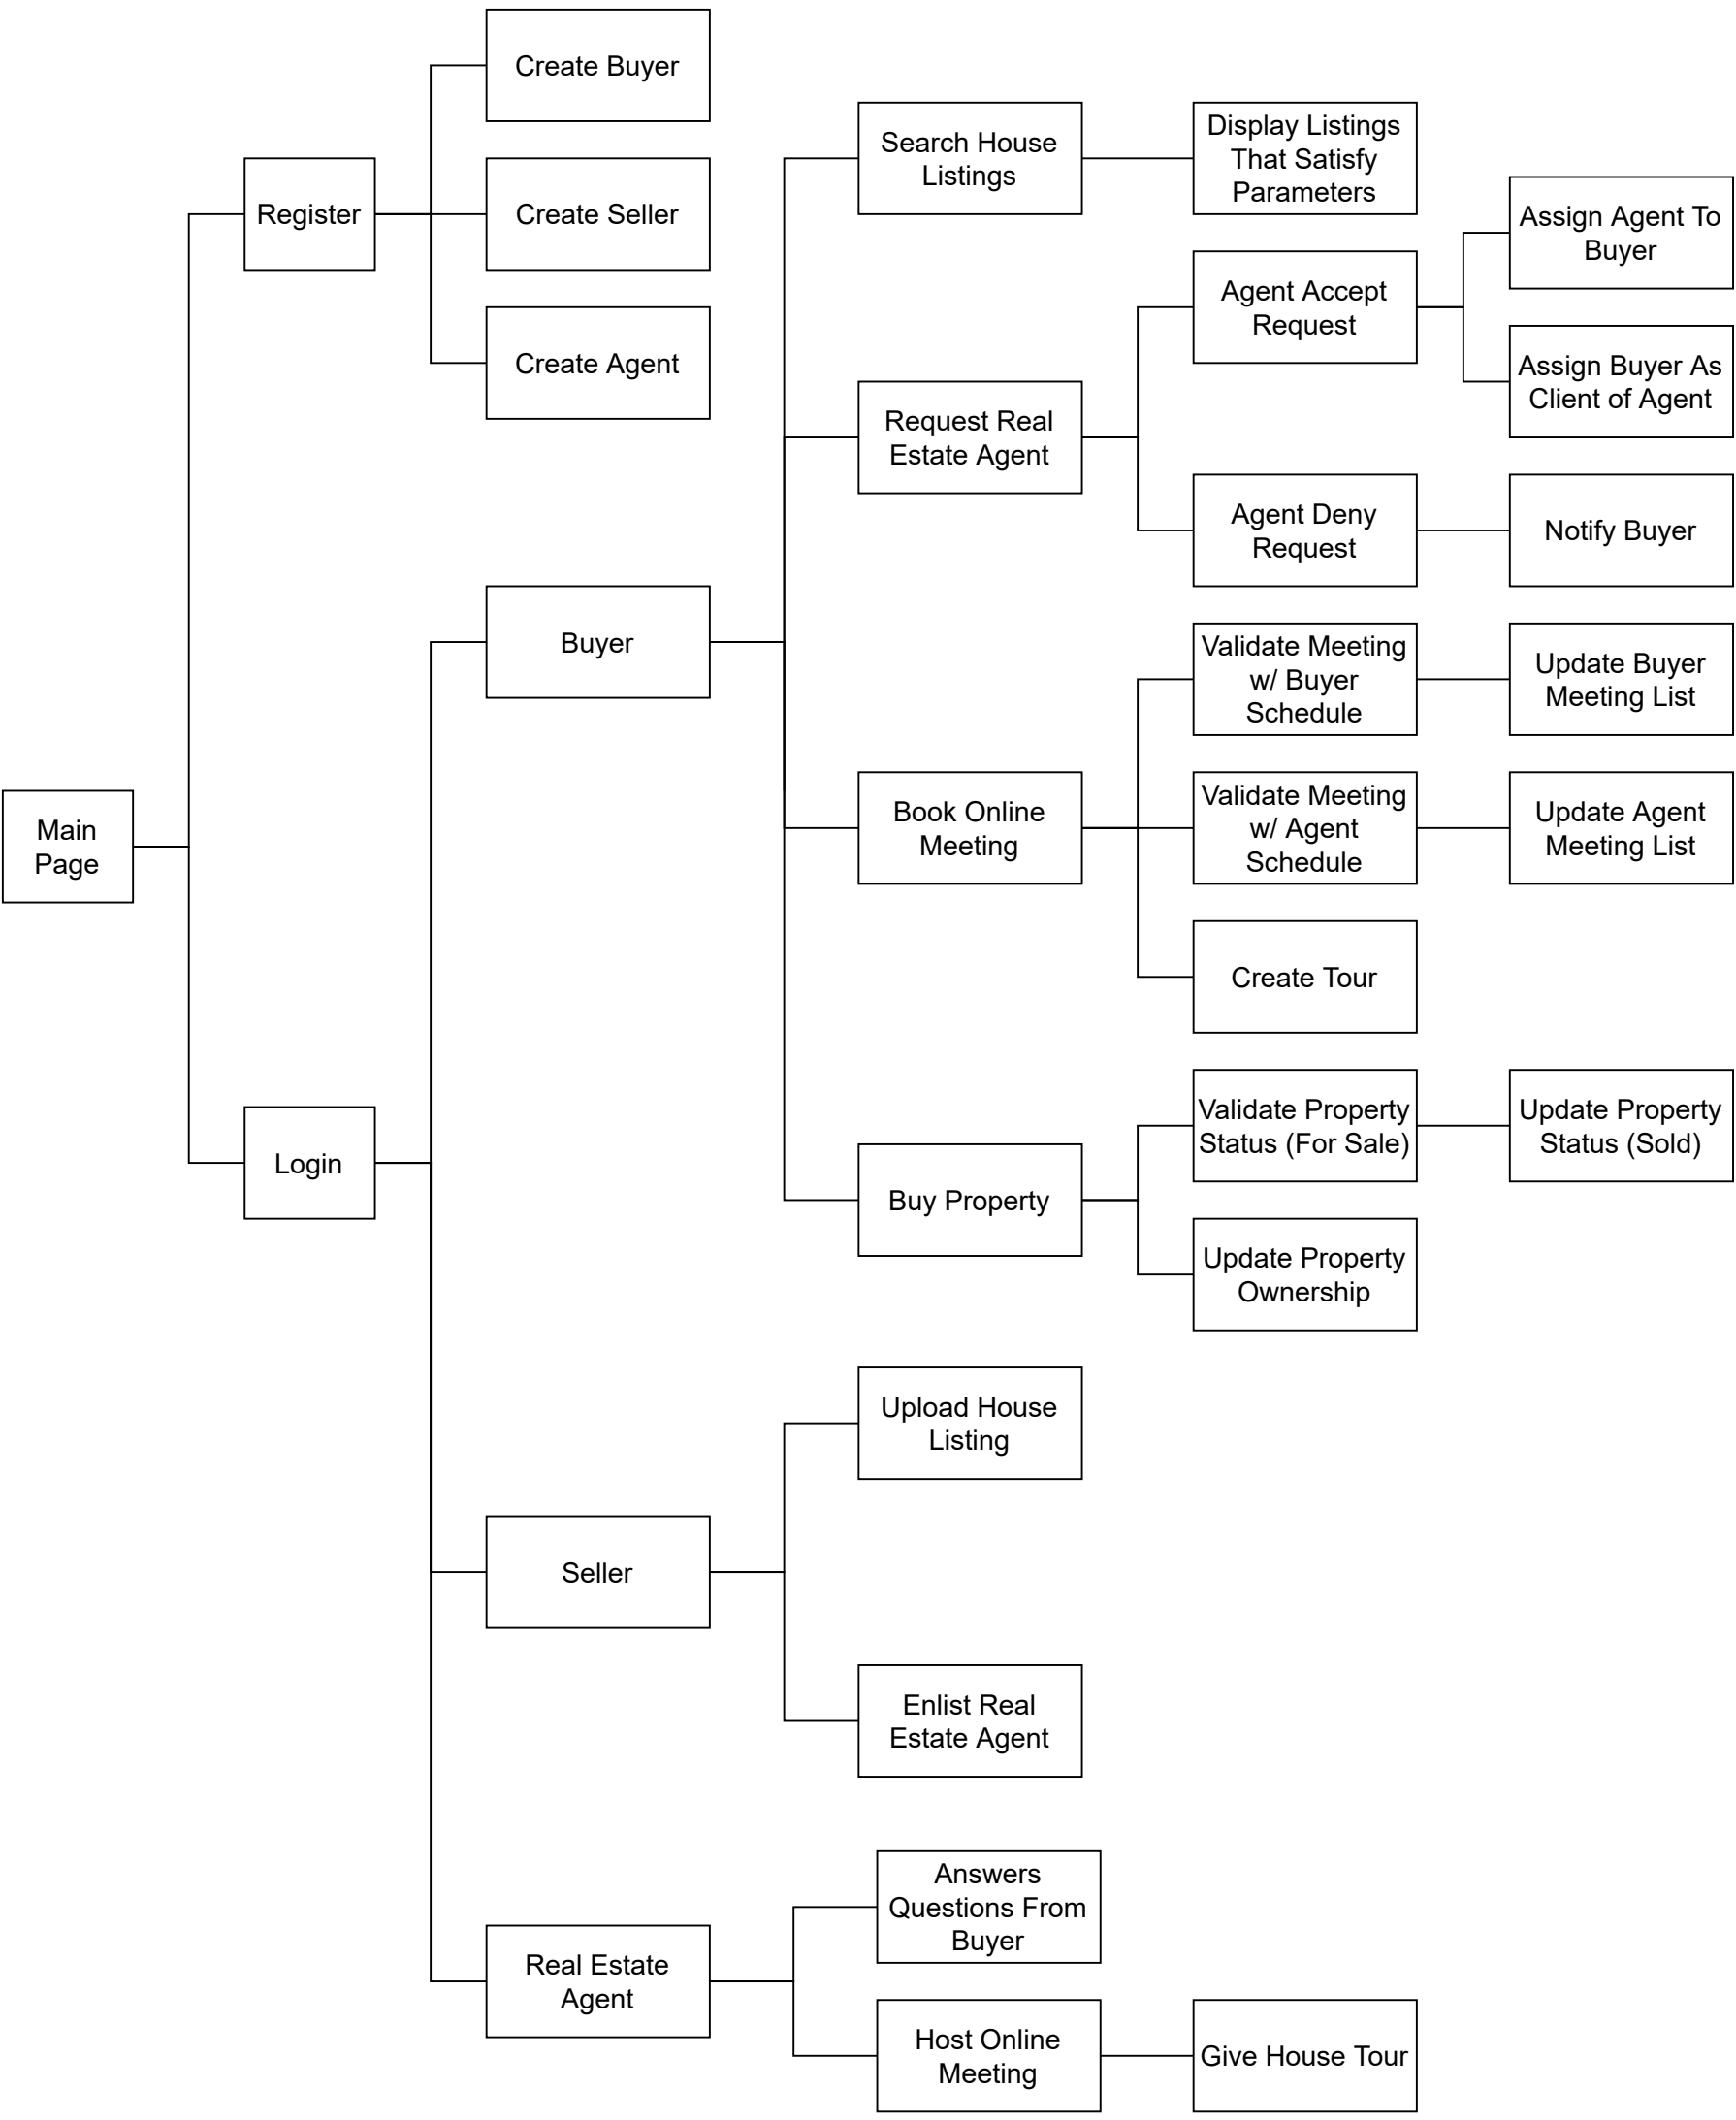 Create Buyer
Search House
Listings
Display Listings
That Satisfy
Parameters
Register
Create Seller
Assign Agent To
Buyer
Agent Accept
Request
Create Agent
Assign Buyer As
Client of Agent
Request Real
Estate Agent
Agent Deny
Request
Notify Buyer
Buyer
Validate Meeting
w/ Buyer
Schedule
Update Buyer
Meeting List
Main
Page
Book Online
Meeting
Validate Meeting
w/ Agent
Schedule
Update Agent
Meeting List
Create Tour
Login
Validate Property
Status (For Sale)
Update Property
Status (Sold)
Buy Property
Update Property
Ownership
Upload House
Listing
Seller
Enlist Real
Estate Agent
Answers
Questions From
Buyer
Real Estate
Agent
Host Online
Meeting
Give House Tour